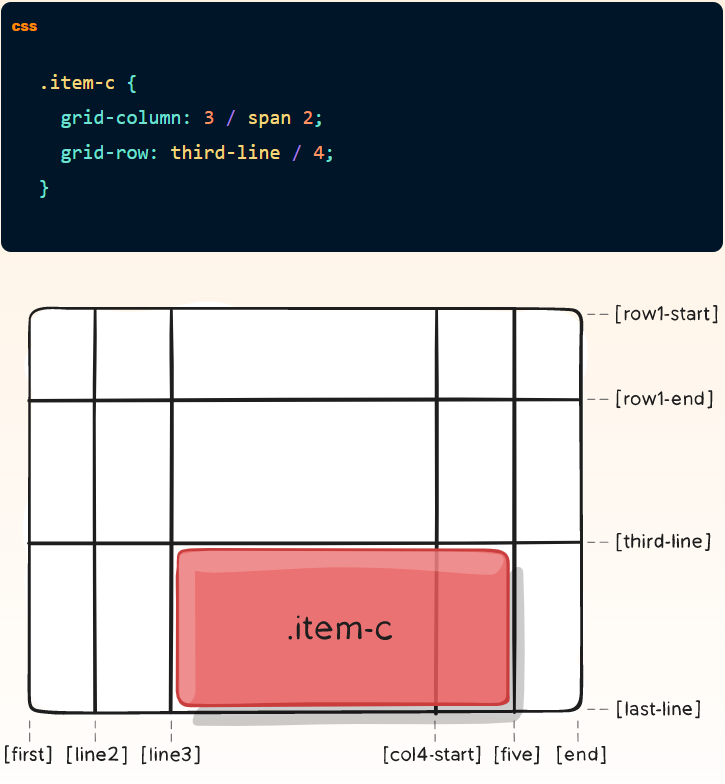 css
.item-c {
grid-column: 3 / span 2;
grid-row: third-line / 4;
}
[row1-start]
[row1-end]
[third-line]
.item-c
[last-line]
[first] [line2] [line3] [col4-start] [five] [end]